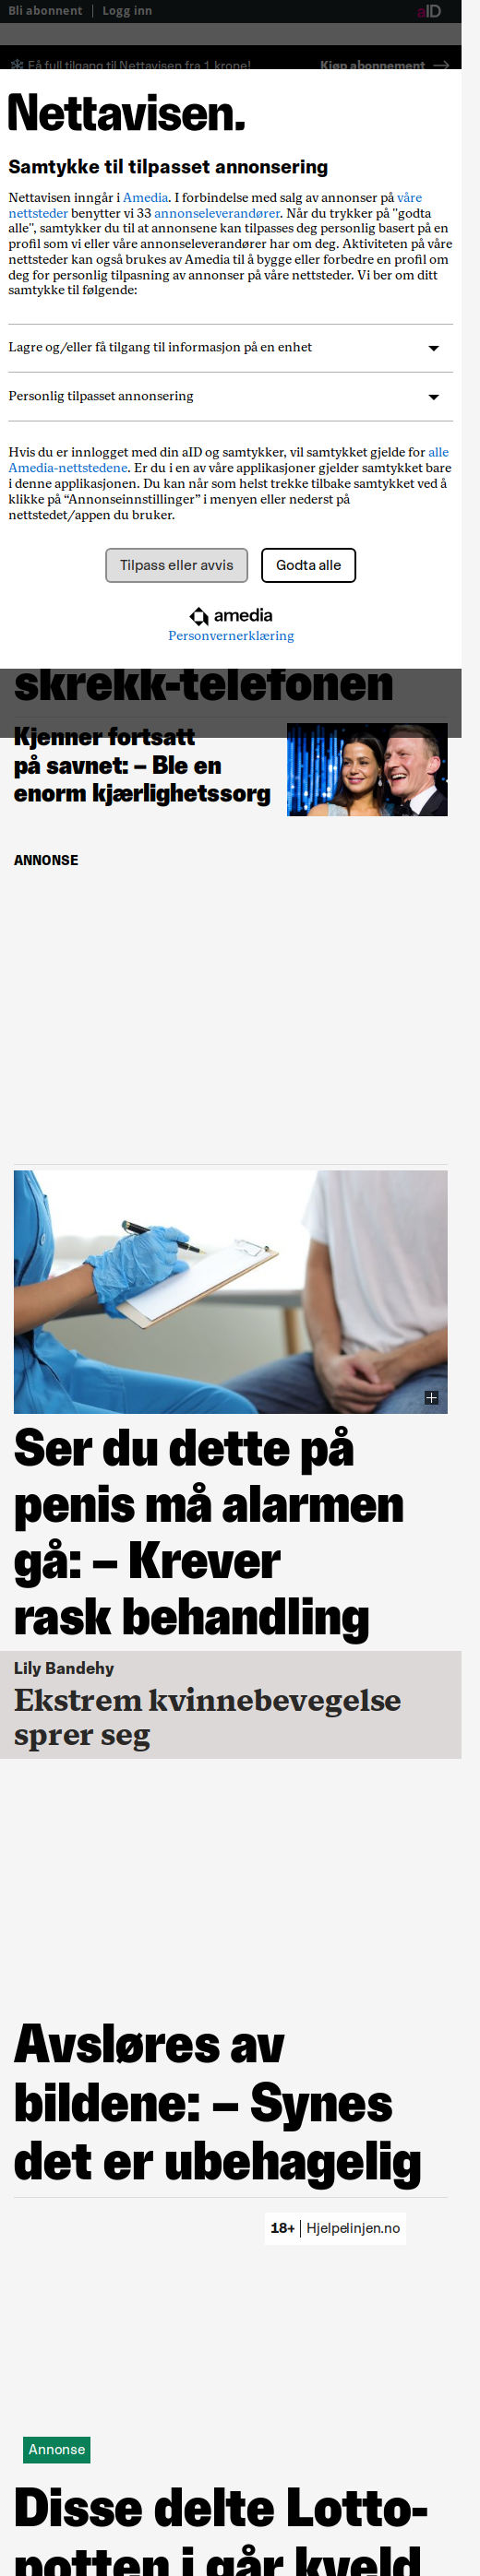 Bli abonnent | Logg inn aID
Få full tilgang til Nettavisen fra 1 krone! Kjøp abonnement →
Nettavisen.
Samtykke til tilpasset annonsering
Nettavisen inngår i Amedia. I forbindelse med salg av annonser på våre
nettsteder benytter vi 33 annonseleverandører. Når du trykker på "godta
alle", samtykker du til at annonsene kan tilpasses deg personlig basert på en
profil som vi eller våre annonseleverandører har om deg. Aktiviteten på våre
nettsteder kan også brukes av Amedia til å bygge eller forbedre en profil om
deg for personlig tilpasning av annonser på våre nettsteder. Vi ber om ditt
samtykke til følgende:
Lagre og/eller få tilgang til informasjon på en enhet
Personlig tilpasset annonsering
Hvis du er innlogget med din aID og samtykker, vil samtykket gjelde for alle
Amedia-nettstedene. Er du i en av våre applikasjoner gjelder samtykket bare
i denne applikasjonen. Du kan når som helst trekke tilbake samtykket ved å
klikke på “Annonseinnstillinger” i menyen eller nederst på
nettstedet/appen du bruker.
Tilpass eller avvis Godta alle
amedia
Personvernerklæring
skrekk-telefonen
Kjenner fortsatt
på savnet: – Ble en
enorm kjærlighetssorg
ANNONSE
Ser du dette på
penis må alarmen
gå: – Krever
rask behandling
Lily Bandehy
Ekstrem kvinnebevegelse
sprer seg
Avsløres av
bildene: – Synes
det er ubehagelig
18+ | Hjelpelinjen.no
Annonse
Disse delte Lotto-
potten i går kveld